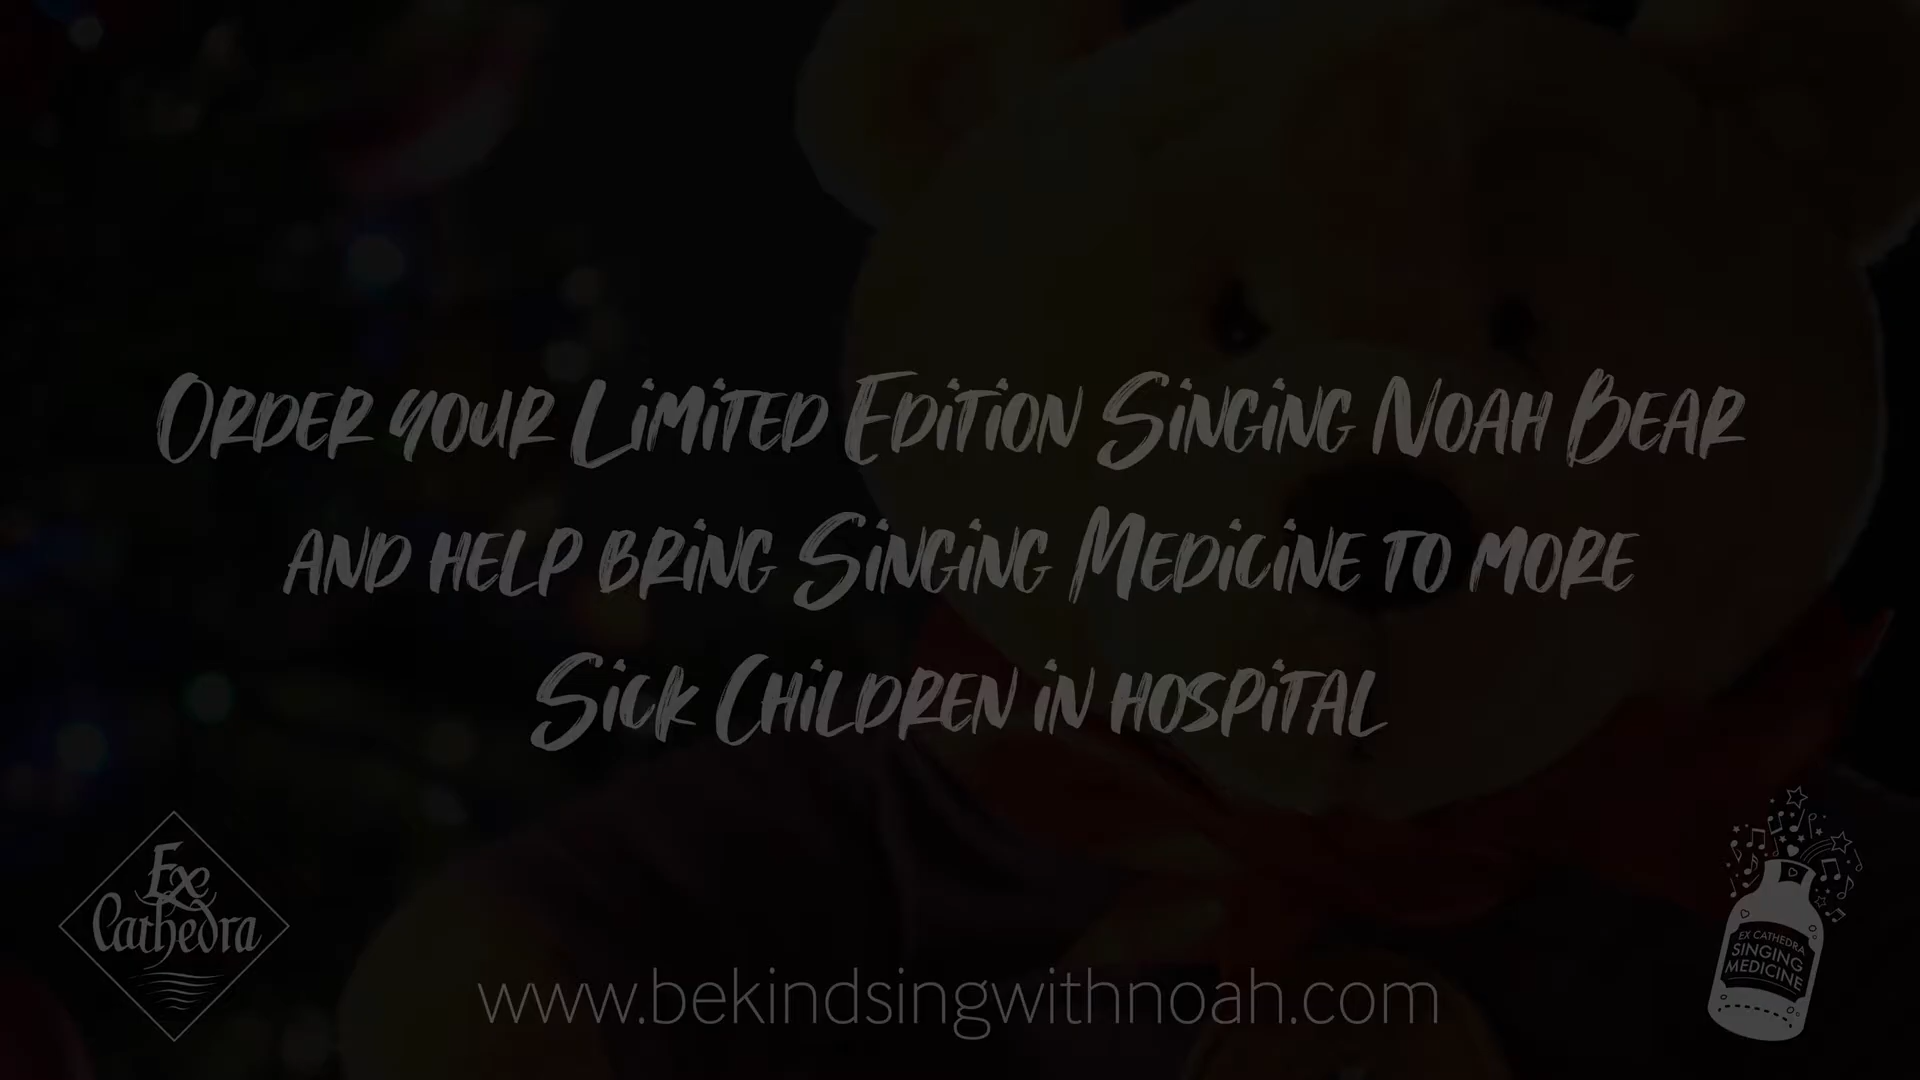 Order your Limited Edition Singing Noah Bear
and help bring Singing Medicine to more
Sick Children in hospital
Ex
Cathedra
EX CATHEDRA
SINGING
MEDICINE
www.bekindsingwithnoah.com